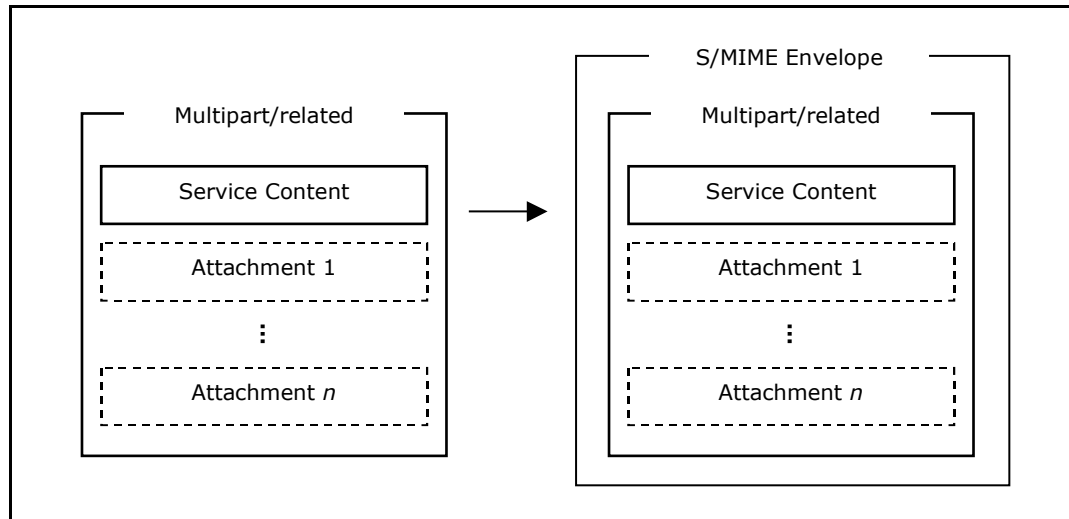 S/MIME Envelope
Multipart/related
Service Content
Attachment 1
⋮
Attachment n
Multipart/related
Service Content
Attachment 1
⋮
Attachment n